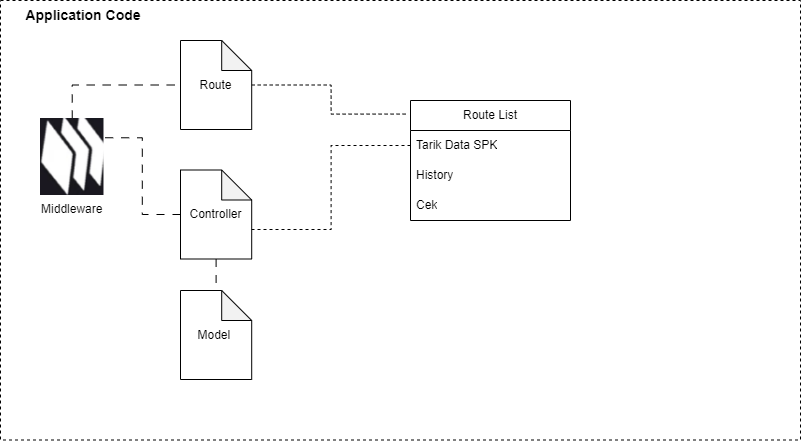 Application Code
Route
Route List
Tarik Data SPK
History
Cek
Middleware
Controller
Model